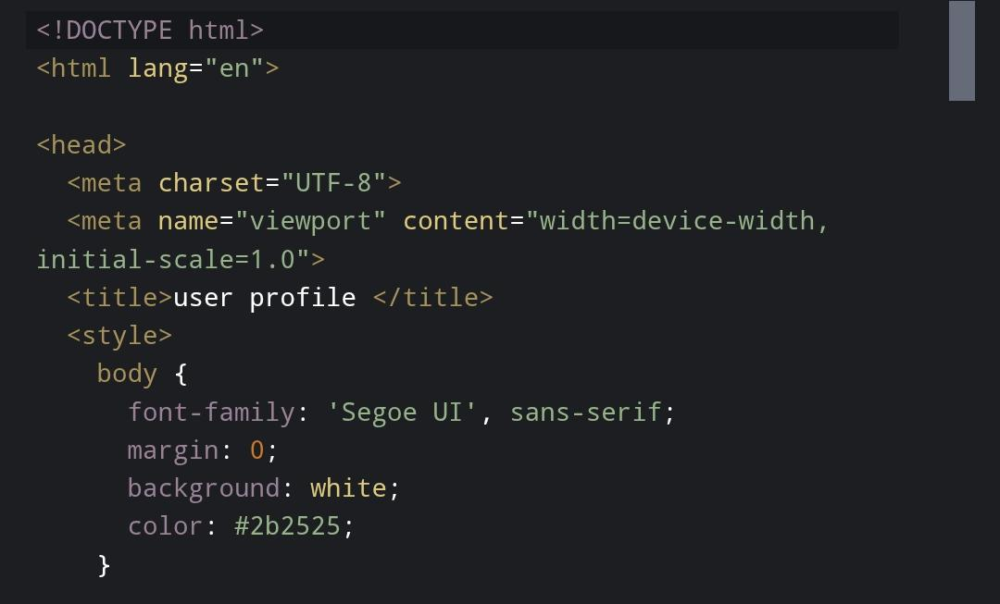 <!DOCTYPE html>
<html lang="en">

<head>
  <meta charset="UTF-8">
  <meta name="viewport" content="width=device-width,
initial-scale=1.0">
  <title>user profile </title>
  <style>
    body {
      font-family: 'Segoe UI', sans-serif;
      margin: 0;
      background: white;
      color: #2b2525;
    }